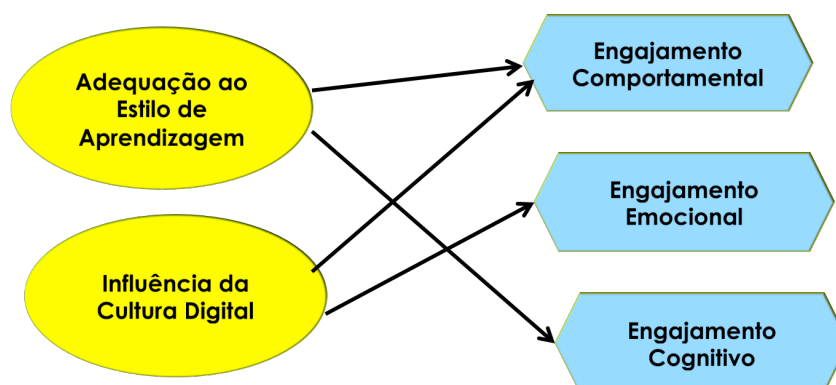 Adequação ao
Estilo de
Aprendizagem
Influência da
Cultura Digital
Engajamento
Comportamental
Engajamento
Emocional
Engajamento
Cognitivo